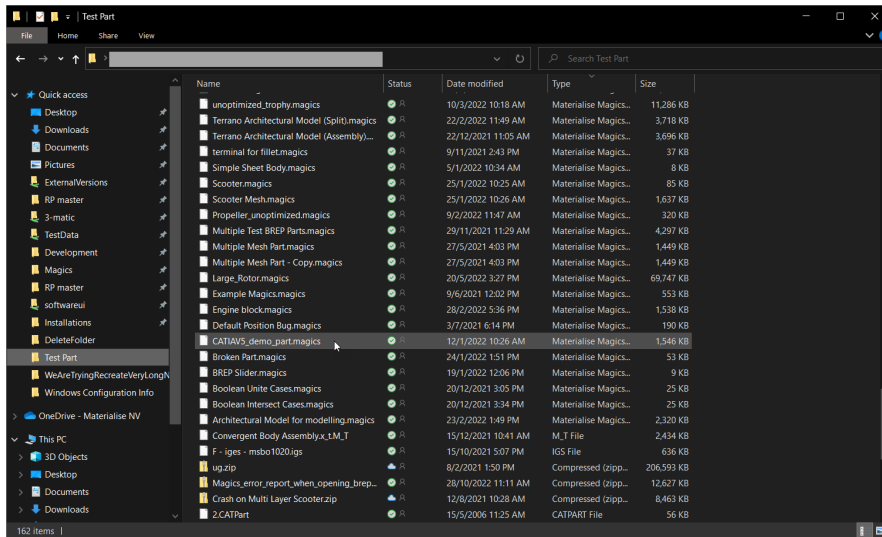 Test Part
File Home Share View
Search Test Part
Name Status Date modified Type Size
Quick access
Desktop
Downloads
Documents
Pictures
ExternalVersions
RP master
3-matic
TestData
Development
Magics
RP master
softwareui
Installations
DeleteFolder
Test Part
WeAreTryingRecreateVeryLongN
Windows Configuration Info
OneDrive - Materialise NV
This PC
3D Objects
Desktop
Documents
Downloads
unoptimized_trophy.magics 10/3/2022 10:18 AM Materialise Magics... 11,286 KB
Terrano Architectural Model (Split).magics 22/2/2022 11:49 AM Materialise Magics... 3,718 KB
Terrano Architectural Model (Assembly).... 22/12/2021 11:05 AM Materialise Magics... 3,696 KB
terminal for fillet.magics 9/11/2021 2:43 PM Materialise Magics... 37 KB
Simple Sheet Body.magics 5/1/2022 10:34 AM Materialise Magics... 8 KB
Scooter.magics 25/1/2022 10:25 AM Materialise Magics... 85 KB
Scooter Mesh.magics 25/1/2022 10:26 AM Materialise Magics... 1,637 KB
Propeller_unoptimized.magics 9/2/2022 11:47 AM Materialise Magics... 320 KB
Multiple Test BREP Parts.magics 29/11/2021 11:29 AM Materialise Magics... 4,297 KB
Multiple Mesh Part.magics 27/5/2021 4:03 PM Materialise Magics... 1,449 KB
Multiple Mesh Part - Copy.magics 27/5/2021 4:03 PM Materialise Magics... 1,449 KB
Large_Rotor.magics 20/5/2022 3:27 PM Materialise Magics... 69,747 KB
Example Magics.magics 9/6/2021 12:02 PM Materialise Magics... 553 KB
Engine block.magics 28/2/2022 5:36 PM Materialise Magics... 1,538 KB
Default Position Bug.magics 3/7/2021 6:14 PM Materialise Magics... 190 KB
CATIAV5_demo_part.magics 12/1/2022 10:26 AM Materialise Magics... 1,546 KB
Broken Part.magics 24/1/2022 1:51 PM Materialise Magics... 53 KB
BREP Slider.magics 19/1/2022 12:06 PM Materialise Magics... 9 KB
Boolean Unite Cases.magics 20/12/2021 3:05 PM Materialise Magics... 25 KB
Boolean Intersect Cases.magics 20/12/2021 3:34 PM Materialise Magics... 25 KB
Architectural Model for modelling.magics 23/2/2022 1:49 PM Materialise Magics... 2,320 KB
Convergent Body Assembly.x_t.M_T 15/12/2021 10:41 AM M_T File 2,434 KB
F - iges - msbo1020.igs 15/10/2021 5:07 PM IGS File 636 KB
ug.zip 8/2/2021 1:50 PM Compressed (zipp... 206,593 KB
Magics_error_report_when_opening_brep... 28/10/2022 11:11 AM Compressed (zipp... 12,627 KB
Crash on Multi Layer Scooter.zip 12/8/2021 10:28 AM Compressed (zipp... 8,463 KB
2.CATPart 15/5/2006 11:25 AM CATPART File 56 KB
162 items